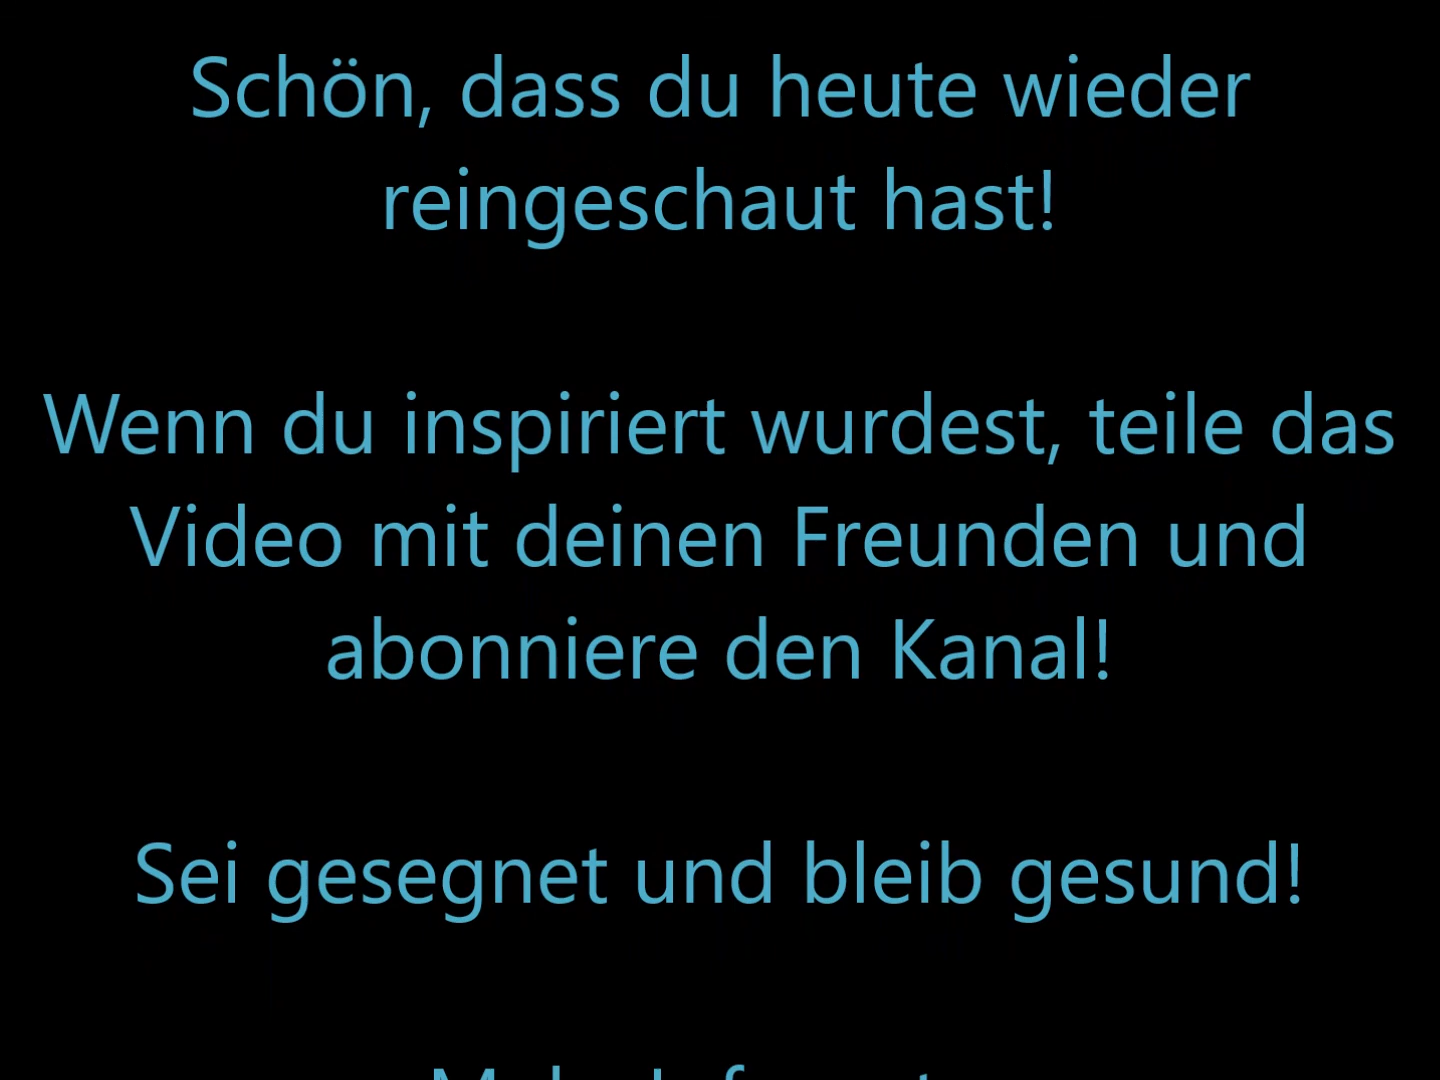 Schön, dass du heute wieder
reingeschaut hast!
Wenn du inspiriert wurdest, teile das
Video mit deinen Freunden und
abonniere den Kanal!
Sei gesegnet und bleib gesund!